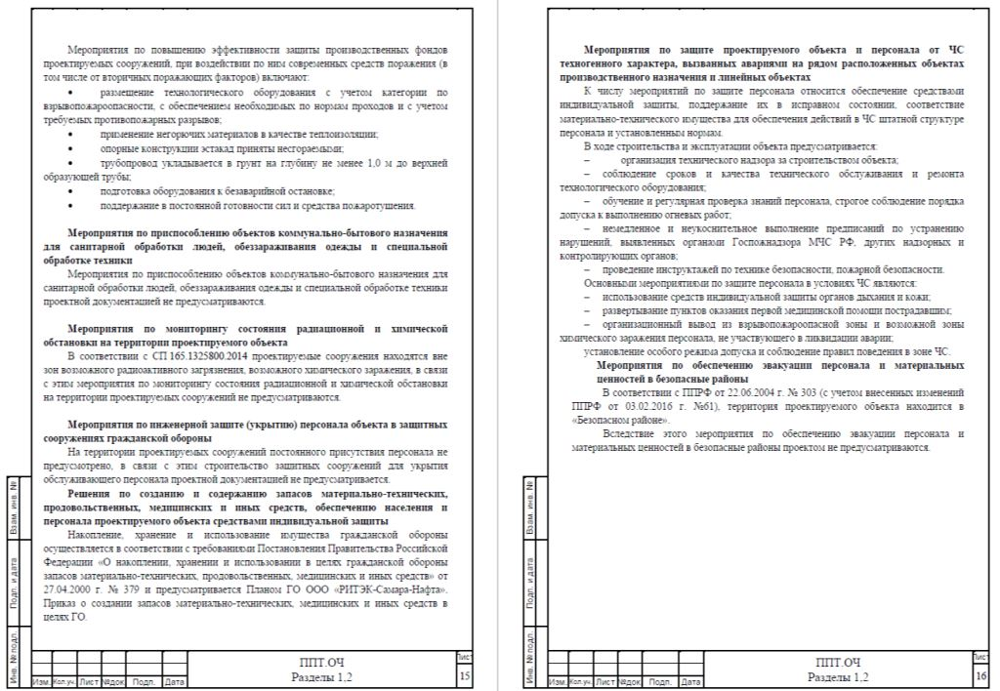 Мероприятия по повышению эффективности защиты производственных фондов
проектируемых сооружений, при воздействии по ним современных средств поражения (в
том числе от вторичных поражающих факторов) включают:
• размещение технологического оборудования с учетом категории по
взрывопожароопасности, с обеспечением необходимых по нормам проходов и с учетом
требуемых противопожарных разрывов;
• применение негорючих материалов в качестве теплоизоляции;
• опорные конструкции эстакад приняты несгораемыми;
• трубопровод укладывается в грунт на глубину не менее 1,0 м до верхней
образующей трубы;
• подготовка оборудования к безаварийной остановке;
• поддержание в постоянной готовности сил и средства пожаротушения.
Мероприятия по приспособлению объектов коммунально-бытового назначения
для санитарной обработки людей, обеззараживания одежды и специальной
обработке техники
Мероприятия по приспособлению объектов коммунально-бытового назначения для
санитарной обработки людей, обеззараживания одежды и специальной обработке техники
проектной документацией не предусматриваются.
Мероприятия по мониторингу состояния радиационной и химической
обстановки на территории проектируемого объекта
В соответствии с СП 165.1325800.2014 проектируемые сооружения находятся вне
зон возможного радиоактивного загрязнения, возможного химического заражения, в связи
с этим мероприятия по мониторингу состояния радиационной и химической обстановки
на территории проектируемых сооружений не предусматриваются.
Мероприятия по инженерной защите (укрытию) персонала объекта в защитных
сооружениях гражданской обороны
На территории проектируемых сооружений постоянного присутствия персонала не
предусмотрено, в связи с этим строительство защитных сооружений для укрытия
обслуживающего персонала проектной документацией не предусматривается.
Решения по созданию и содержанию запасов материально-технических,
продовольственных, медицинских и иных средств, обеспечению населения и
персонала проектируемого объекта средствами индивидуальной защиты
Накопление, хранение и использование имущества гражданской обороны
осуществляется в соответствии с требованиями Постановления Правительства Российской
Федерации «О накоплении, хранении и использовании в целях гражданской обороны
запасов материально-технических, продовольственных, медицинских и иных средств» от
27.04.2000 г. № 379 и предусматривается Планом ГО ООО «РИТЭК-Самара-Нафта».
Приказ о создании запасов материально-технических, медицинских и иных средств в
целях ГО.
Взам. инв. №
Подп. и дата
Инв. № подл.
Изм. Кол.уч. Лист №док. Подп. Дата
ППТ.ОЧ
Разделы 1,2
Лист
15
Мероприятия по защите проектируемого объекта и персонала от ЧС
техногенного характера, вызванных авариями на рядом расположенных объектах
производственного назначения и линейных объектах
К числу мероприятий по защите персонала относится обеспечение средствами
индивидуальной защиты, поддержание их в исправном состоянии, соответствие
материально-технического имущества для обеспечения действий в ЧС штатной структуре
персонала и установленным нормам.
В ходе строительства и эксплуатации объекта предусматривается:
– организация технического надзора за строительством объекта;
– соблюдение сроков и качества технического обслуживания и ремонта
технологического оборудования;
– обучение и регулярная проверка знаний персонала, строгое соблюдение порядка
допуска к выполнению огневых работ;
– немедленное и неукоснительное выполнение предписаний по устранению
нарушений, выявленных органами Госпожнадзора МЧС РФ, других надзорных и
контролирующих органов;
– проведение инструктажей по технике безопасности, пожарной безопасности.
Основными мероприятиями по защите персонала в условиях ЧС являются:
– использование средств индивидуальной защиты органов дыхания и кожи;
– развертывание пунктов оказания первой медицинской помощи пострадавшим;
– организационный вывод из взрывопожароопасной зоны и возможной зоны
химического заражения персонала, не участвующего в ликвидации аварии;
установление особого режима допуска и соблюдение правил поведения в зоне ЧС.
Мероприятия по обеспечению эвакуации персонала и материальных
ценностей в безопасные районы
В соответствии с ППРФ от 22.06.2004 г. № 303 (с учетом внесенных изменений
ППРФ от 03.02.2016 г. №61), территория проектируемого объекта находится в
«Безопасном районе».
Вследствие этого мероприятия по обеспечению эвакуации персонала и
материальных ценностей в безопасные районы проектом не предусматриваются.
Взам. инв. №
Подп. и дата
Инв. № подл.
Изм. Кол.уч. Лист №док. Подп. Дата
ППТ.ОЧ
Разделы 1,2
Лист
16